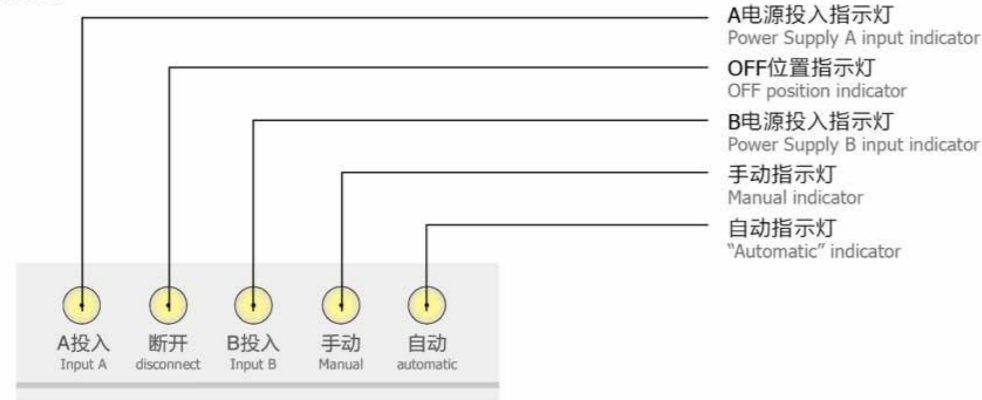 A电源投入指示灯
Power Supply A input indicator
OFF位置指示灯
OFF position indicator
B电源投入指示灯
Power Supply B input indicator
手动指示灯
Manual indicator
自动指示灯
“Automatic” indicator
A投入 断开 B投入 手动 自动
Input A disconnect Input B Manual automatic